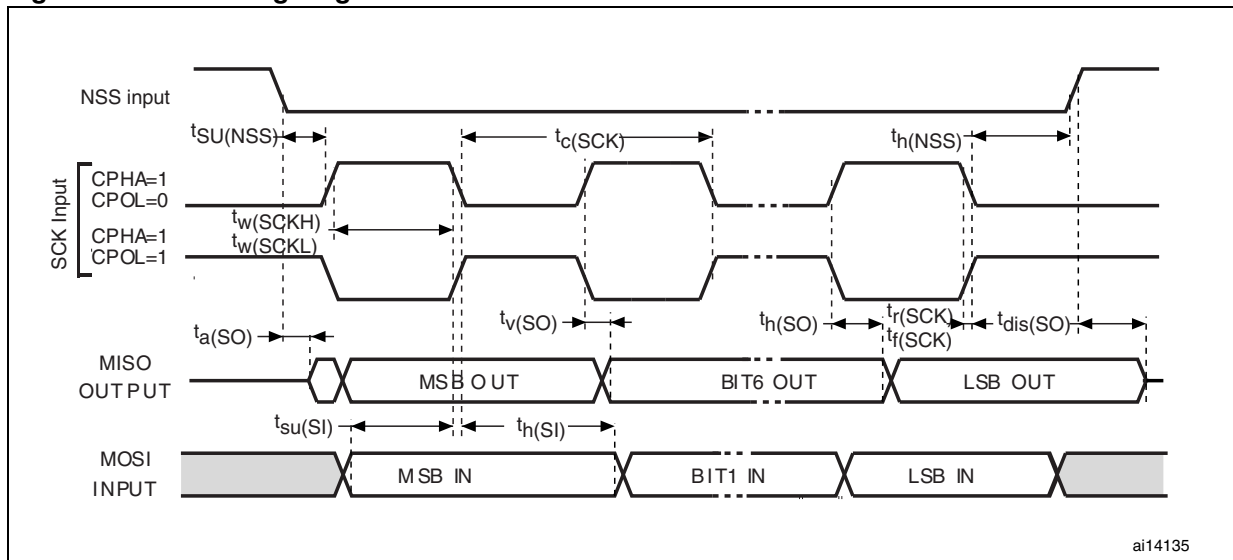 NSS input
tSU(NSS)
tc(SCK)
th(NSS)
SCK Input
CPHA=1
CPOL=0
tw(SCKH)
tw(SCKL)
CPHA=1
CPOL=1
ta(SO)
tv(SO)
th(SO)
tr(SCK)
tf(SCK)
tdis(SO)
MISO
OUTPUT
MSB OUT
BIT6 OUT
LSB OUT
tsu(SI)
th(SI)
MOSI
INPUT
MSB IN
BIT1 IN
LSB IN
ai14135